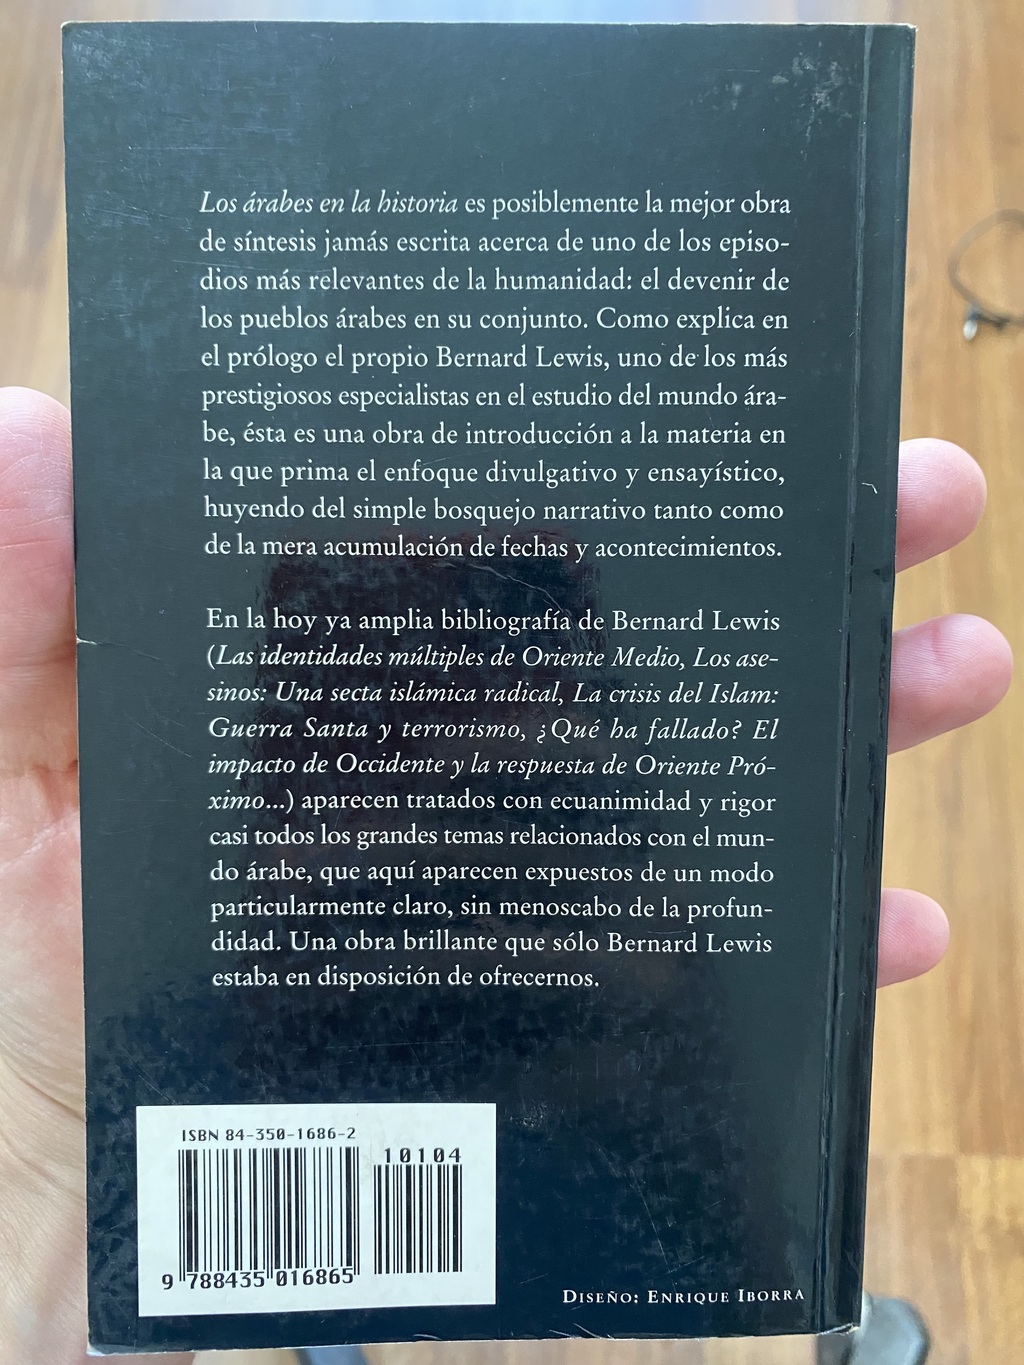 Los árabes en la historia es posiblemente la mejor obra
de síntesis jamás escrita acerca de uno de los episo-
dios más relevantes de la humanidad: el devenir de
los pueblos árabes en su conjunto. Como explica en
el prólogo el propio Bernard Lewis, uno de los más
prestigiosos especialistas en el estudio del mundo ára-
be, ésta es una obra de introducción a la materia en
la que prima el enfoque divulgativo y ensayístico,
huyendo del simple bosquejo narrativo tanto como
de la mera acumulación de fechas y acontecimientos.
En la hoy ya amplia bibliografía de Bernard Lewis
(Las identidades múltiples de Oriente Medio, Los ase-
sinos: Una secta islámica radical, La crisis del Islam:
Guerra Santa y terrorismo, ¿Qué ha fallado? El
impacto de Occidente y la respuesta de Oriente Pró-
ximo...) aparecen tratados con ecuanimidad y rigor
casi todos los grandes temas relacionados con el mun-
do árabe, que aquí aparecen expuestos de un modo
particularmente claro, sin menoscabo de la profun-
didad. Una obra brillante que sólo Bernard Lewis
estaba en disposición de ofrecernos.
ISBN 84-350-1686-2
10104
9 788435 016865
DISEÑO: ENRIQUE IBORRA